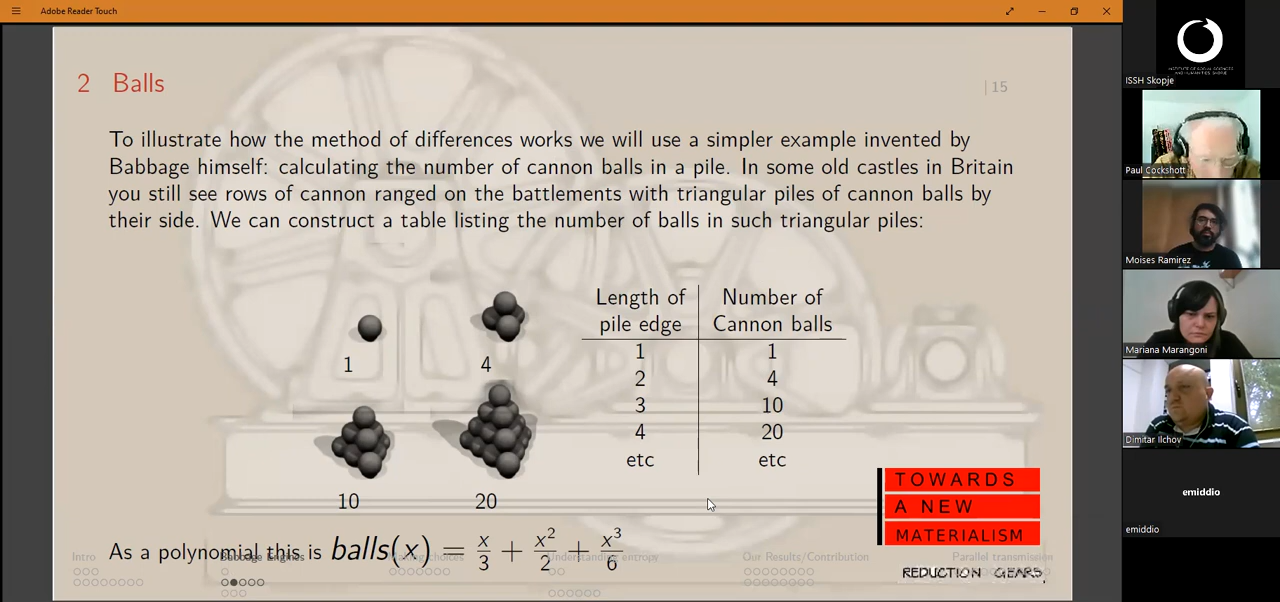 Adobe Reader Touch
2 Balls
| 15
To illustrate how the method of differences works we will use a simpler example invented by
Babbage himself: calculating the number of cannon balls in a pile. In some old castles in Britain
you still see rows of cannon ranged on the battlements with triangular piles of cannon balls by
their side. We can construct a table listing the number of balls in such triangular piles:
1
4
10
20
Length of pile edge | Number of Cannon balls
1 | 1
2 | 4
3 | 10
4 | 20
etc | etc
As a polynomial this is balls(x) = x/3 + x²/2 + x³/6
TOWARDS
A NEW
MATERIALISM
REDUCTION GEARS,
Intro
Babbage Engines
Making choices
Understanding entropy
Our Results/Contribution
Parallel transmission
ISSH Skopje
Paul Cockshott
Moises Ramirez
Mariana Marangoni
Dimitar Ilchov
emiddio
emiddio